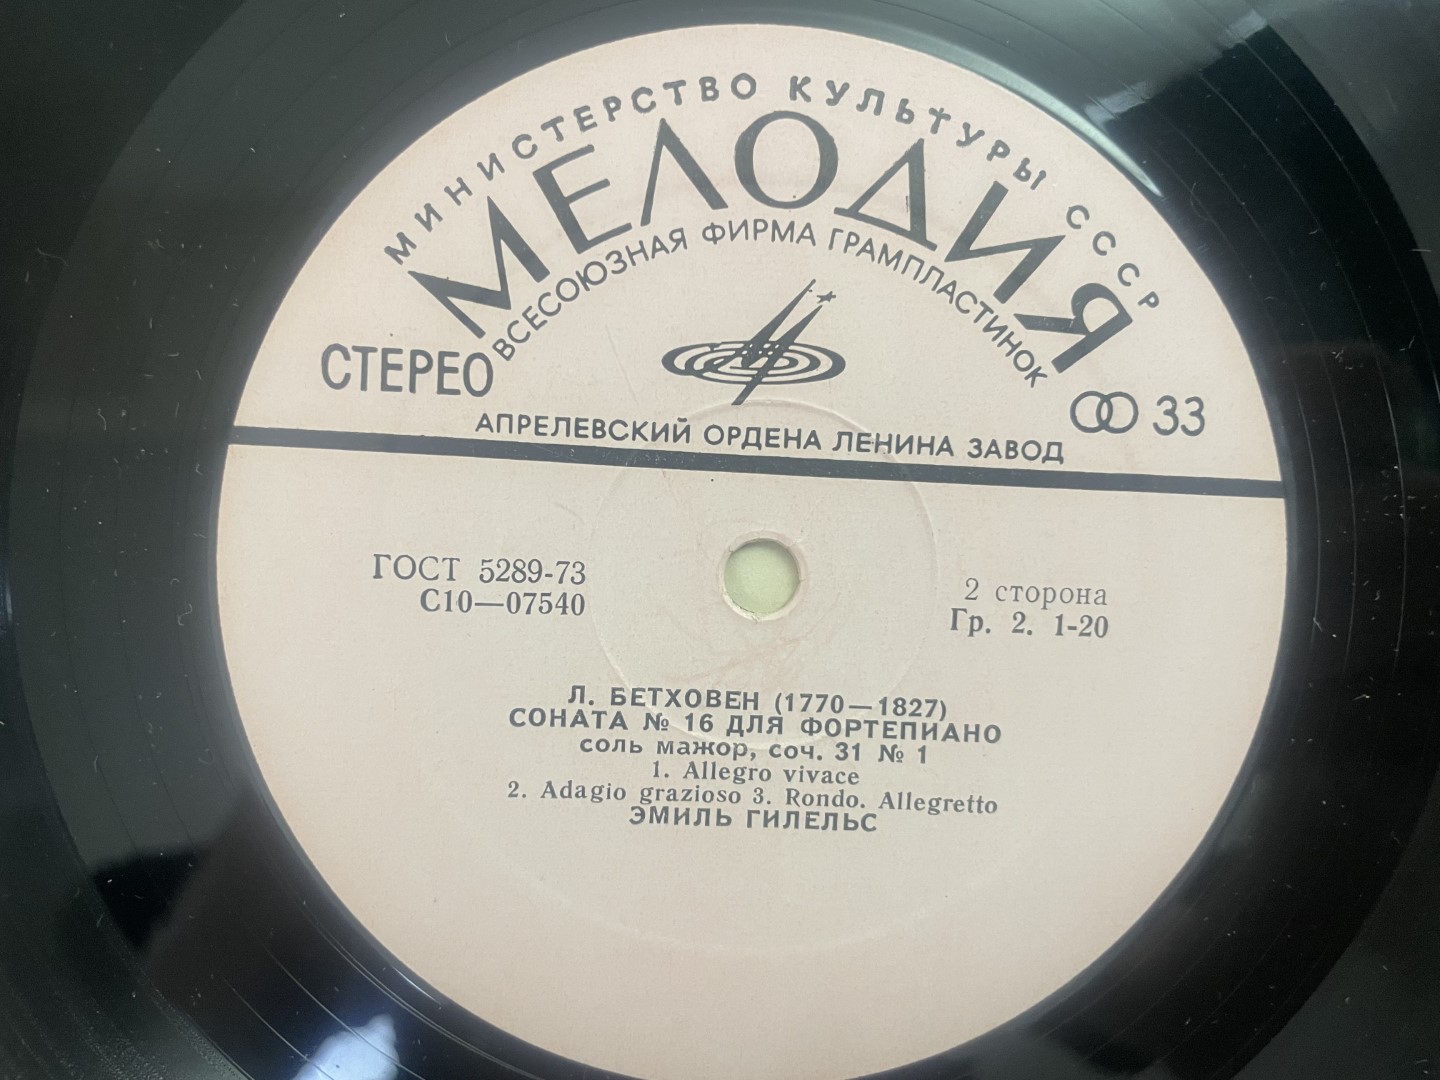 МИНИСТЕРСТВО КУЛЬТУРЫ СССР
МЕЛОДИЯ
ВСЕСОЮЗНАЯ ФИРМА ГРАМПЛАСТИНОК
СТЕРЕО
33
АПРЕЛЕВСКИЙ ОРДЕНА ЛЕНИНА ЗАВОД
ГОСТ 5289-73
С10—07540
2 сторона
Гр. 2. 1-20
Л. БЕТХОВЕН (1770—1827)
СОНАТА № 16 ДЛЯ ФОРТЕПИАНО
соль мажор, соч. 31 № 1
1. Allegro vivace
2. Adagio grazioso 3. Rondo. Allegretto
ЭМИЛЬ ГИЛЕЛЬС